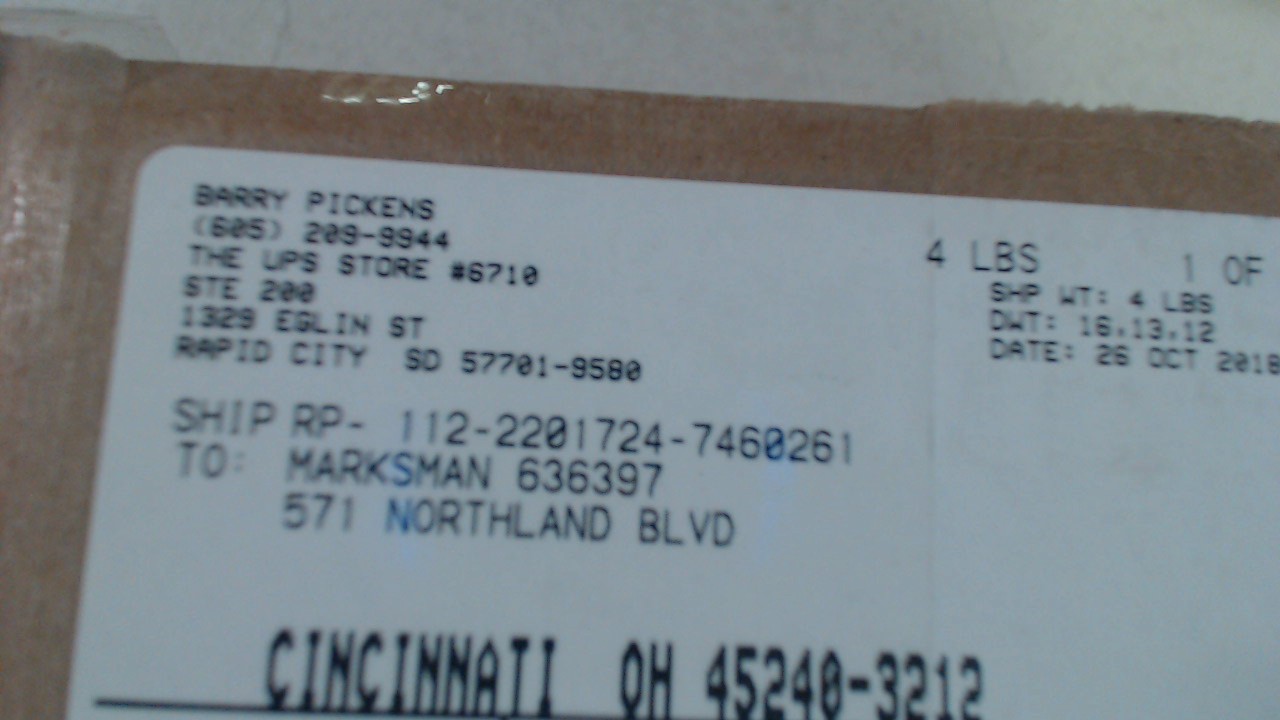 BARRY PICKENS
(605) 209-9944
THE UPS STORE #6710
STE 200
1329 EGLIN ST
RAPID CITY SD 57701-9580
4 LBS 1 OF
SHP WT: 4 LBS
DWT: 16,13,12
DATE: 26 OCT 2018
SHIP RP- 112-2201724-7460261
TO: MARKSMAN 636397
571 NORTHLAND BLVD
CINCINNATI OH 45240-3212